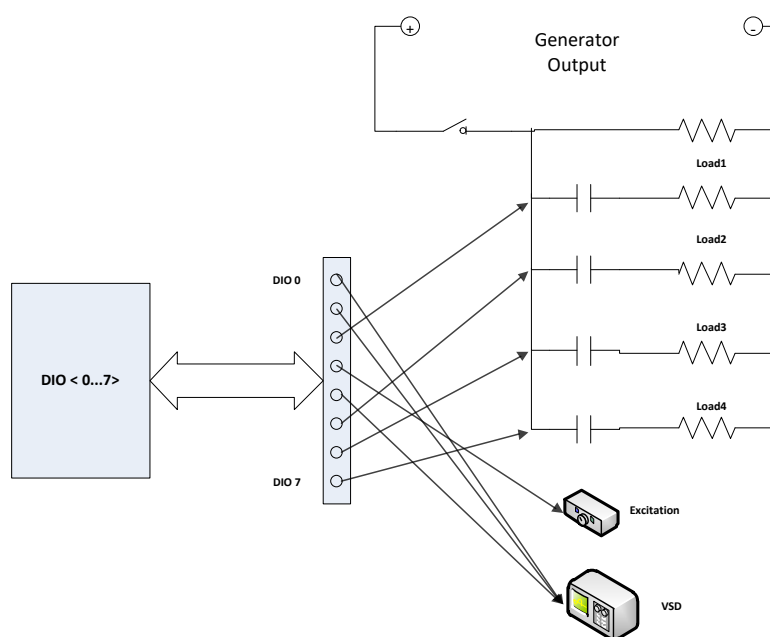 +
-
Generator
Output
Load1
Load2
DIO 0
Load3
DIO < 0...7>
Load4
DIO 7
Excitation
VSD